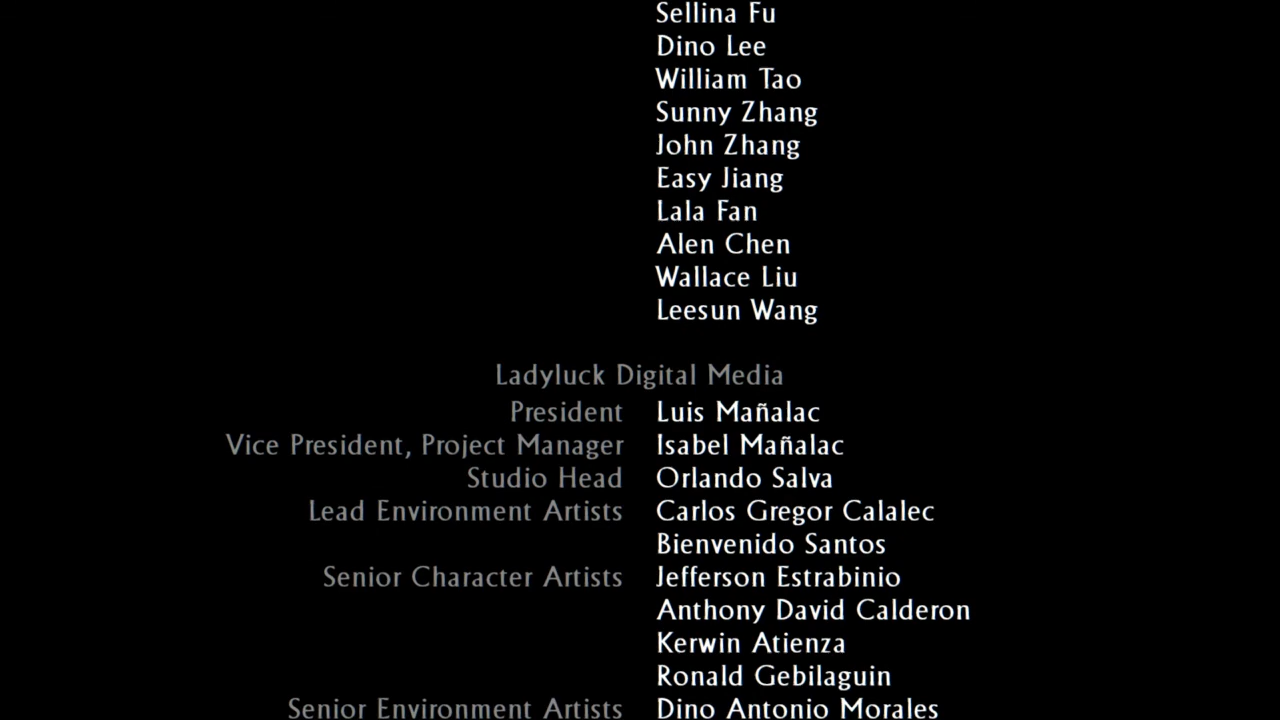 Sellina Fu
Dino Lee
William Tao
Sunny Zhang
John Zhang
Easy Jiang
Lala Fan
Alen Chen
Wallace Liu
Leesun Wang
Ladyluck Digital Media
President Luis Mañalac
Vice President, Project Manager Isabel Mañalac
Studio Head Orlando Salva
Lead Environment Artists Carlos Gregor Calalec
Bienvenido Santos
Senior Character Artists Jefferson Estrabinio
Anthony David Calderon
Kerwin Atienza
Ronald Gebilaguin
Senior Environment Artists Dino Antonio Morales